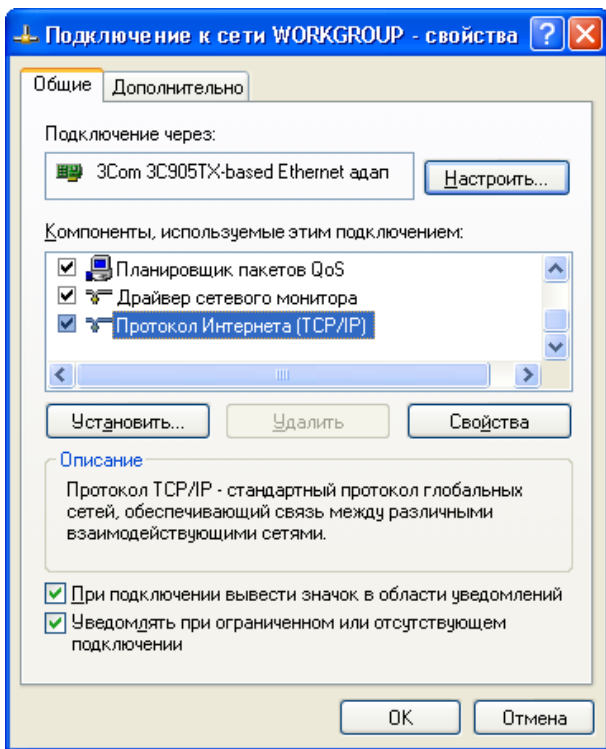 Подключение к сети WORKGROUP - свойства
Общие
Дополнительно
Подключение через:
3Com 3C905TX-based Ethernet адап
Настроить...
Компоненты, используемые этим подключением:
Планировщик пакетов QoS
Драйвер сетевого монитора
Протокол Интернета (TCP/IP)
Установить...
Удалить
Свойства
Описание
Протокол TCP/IP - стандартный протокол глобальных
сетей, обеспечивающий связь между различными
взаимодействующими сетями.
При подключении вывести значок в области уведомлений
Уведомлять при ограниченном или отсутствующем
подключении
OK
Отмена